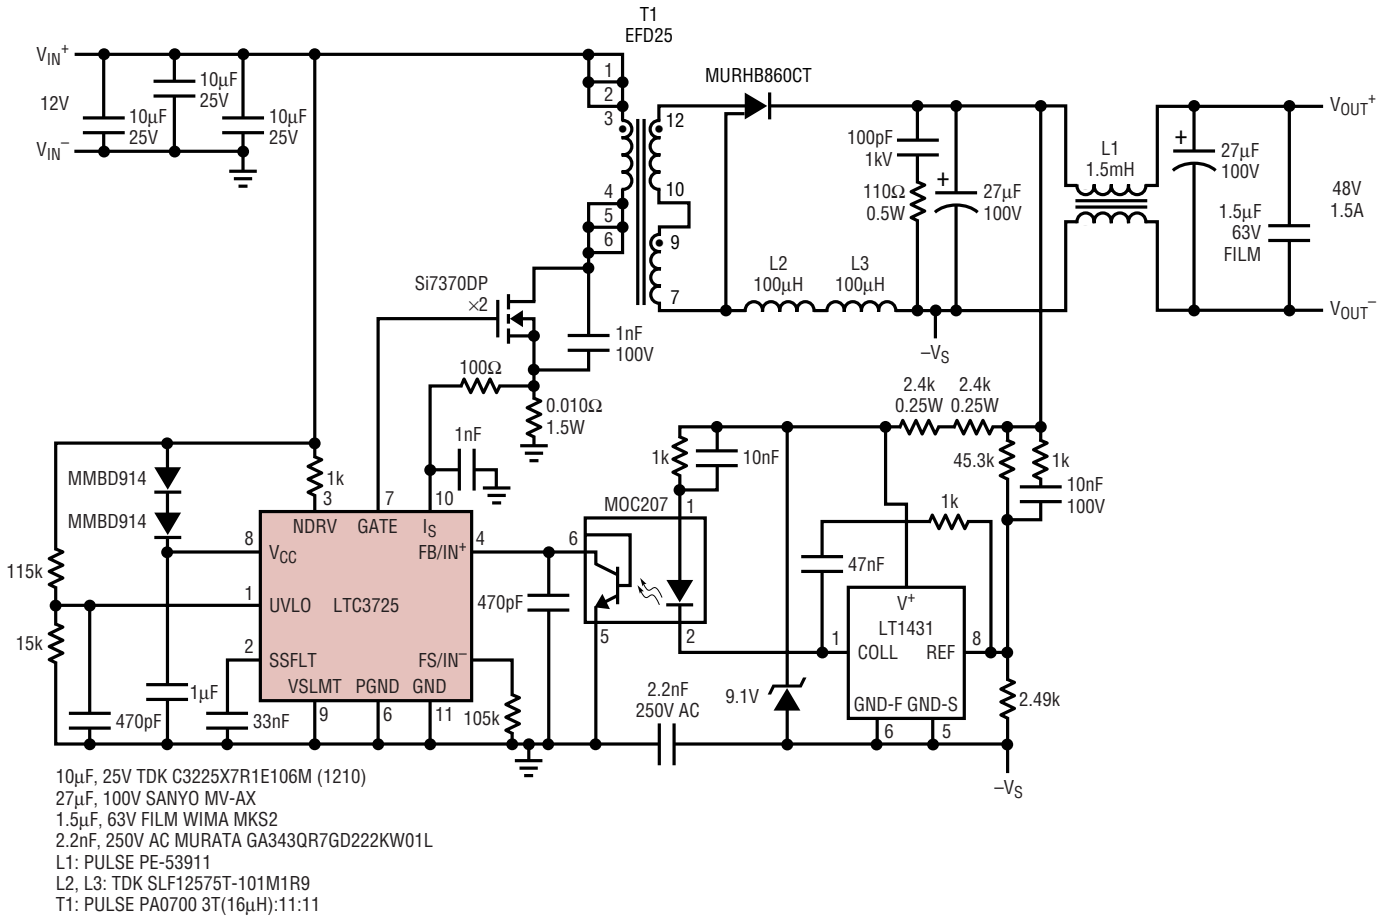 T1
EFD25
VIN+
12V
VIN−
10µF
25V
10µF
25V
10µF
25V
1
2
3
4
5
6
12
10
9
7
MURHB860CT
100pF
1kV
110Ω
0.5W
+
27µF
100V
L1
1.5mH
+
27µF
100V
1.5µF
63V
FILM
VOUT+
48V
1.5A
VOUT−
L2
100µH
L3
100µH
−VS
Si7370DP
×2
1nF
100V
100Ω
0.010Ω
1.5W
1nF
MMBD914
MMBD914
1k
3
7
10
NDRV
GATE
IS
8
VCC
FB/IN+
4
115k
1
UVLO
LTC3725
15k
2
SSFLT
FS/IN−
VSLMT
PGND
GND
9
6
11
470pF
1µF
33nF
105k
470pF
MOC207
1k
10nF
1
6
5
2
2.2nF
250V AC
9.1V
2.4k
0.25W
2.4k
0.25W
45.3k
1k
10nF
100V
1k
47nF
V+
LT1431
1
COLL
REF
8
GND-F
GND-S
6
5
2.49k
−VS
10µF, 25V TDK C3225X7R1E106M (1210)
27µF, 100V SANYO MV-AX
1.5µF, 63V FILM WIMA MKS2
2.2nF, 250V AC MURATA GA343QR7GD222KW01L
L1: PULSE PE-53911
L2, L3: TDK SLF12575T-101M1R9
T1: PULSE PA0700 3T(16µH):11:11